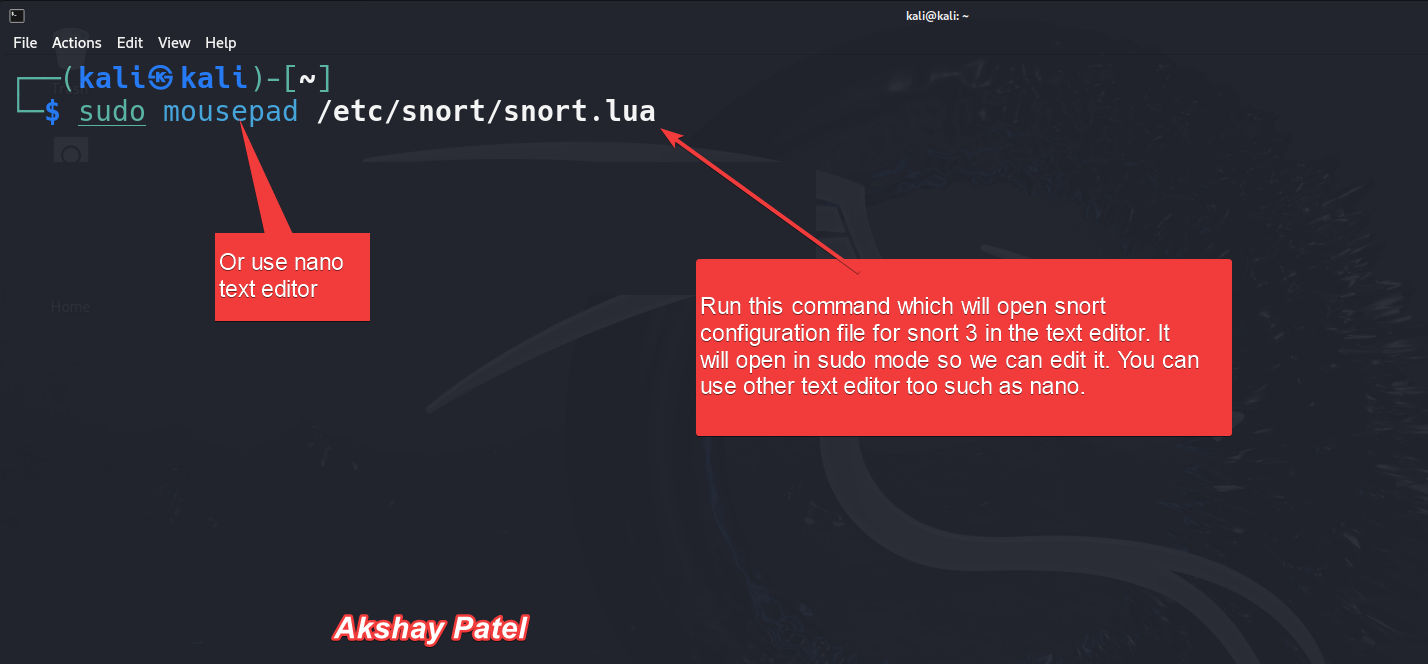 kali@kali: ~
File Actions Edit View Help
(kali㉿kali)-[~]
$ sudo mousepad /etc/snort/snort.lua
Or use nano
text editor
Run this command which will open snort
configuration file for snort 3 in the text editor. It
will open in sudo mode so we can edit it. You can
use other text editor too such as nano.
Home
Akshay Patel